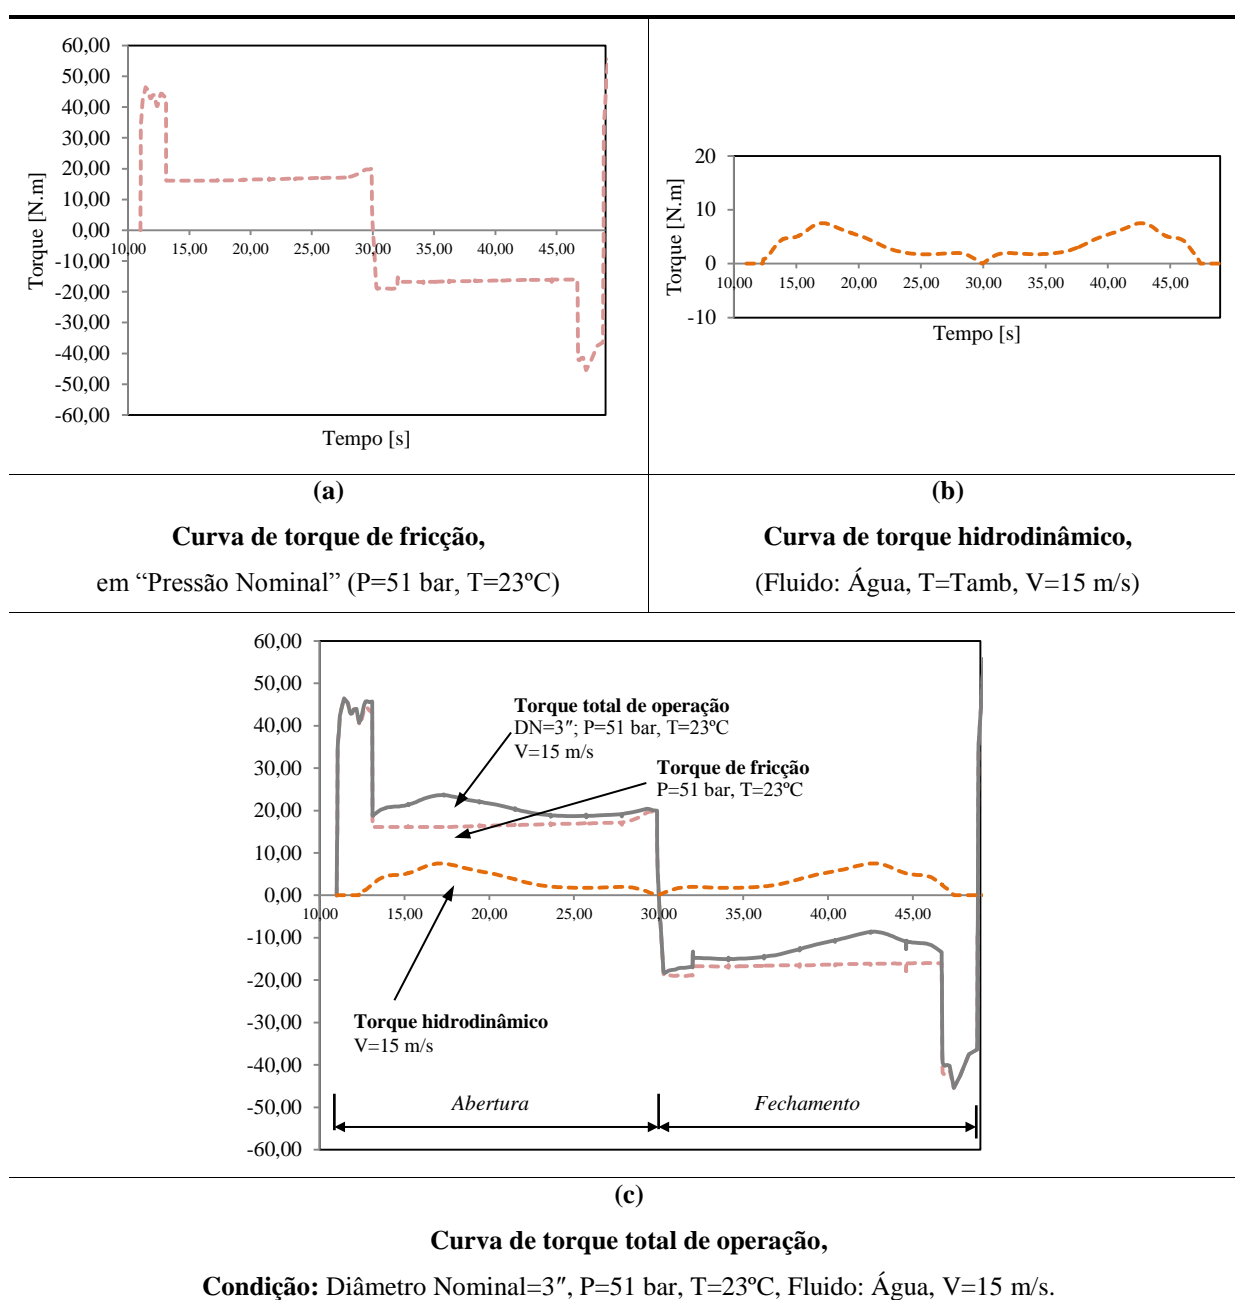 60,00
50,00
40,00
30,00
20,00
10,00
0,00
-10,00
-20,00
-30,00
-40,00
-50,00
-60,00
Torque [N.m]
10,00 15,00 20,00 25,00 30,00 35,00 40,00 45,00
Tempo [s]
20
10
0
-10
Torque [N.m]
10,00 15,00 20,00 25,00 30,00 35,00 40,00 45,00
Tempo [s]
(a)
Curva de torque de fricção,
em “Pressão Nominal” (P=51 bar, T=23ºC)
(b)
Curva de torque hidrodinâmico,
(Fluido: Água, T=Tamb, V=15 m/s)
60,00
50,00
40,00
30,00
20,00
10,00
0,00
-10,00
-20,00
-30,00
-40,00
-50,00
-60,00
10,00 15,00 20,00 25,00 30,00 35,00 40,00 45,00
Torque total de operação
DN=3″; P=51 bar, T=23ºC
V=15 m/s
Torque de fricção
P=51 bar, T=23ºC
Torque hidrodinâmico
V=15 m/s
Abertura
Fechamento
(c)
Curva de torque total de operação,
Condição: Diâmetro Nominal=3″, P=51 bar, T=23ºC, Fluido: Água, V=15 m/s.